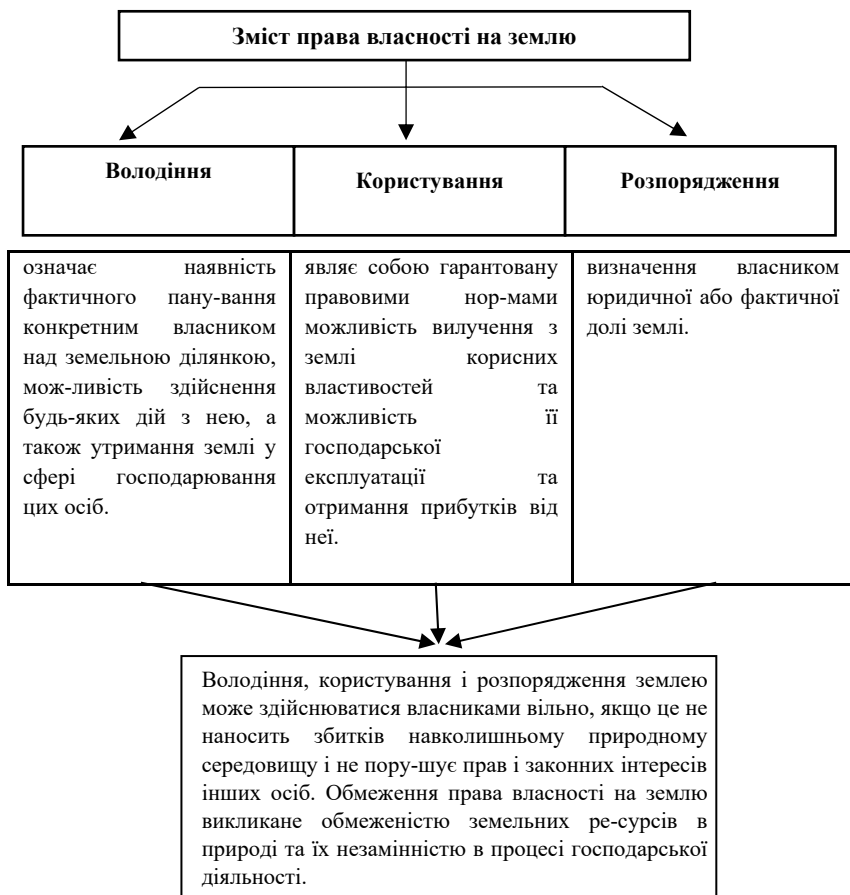 Зміст права власності на землю
Володіння
Користування
Розпорядження
означає наявність
фактичного пану-вання
конкретним власником
над земельною ділянкою,
мож-ливість здійснення
будь-яких дій з нею, а
також утримання землі у
сфері господарювання
цих осіб.
являє собою гарантовану
правовими нор-мами
можливість вилучення з
землі корисних
властивостей та
можливість її
господарської
експлуатації та
отримання прибутків від
неї.
визначення власником
юридичної або фактичної
долі землі.
Володіння, користування і розпорядження землею
може здійснюватися власниками вільно, якщо це не
наносить збитків навколишньому природному
середовищу і не пору-шує прав і законних інтересів
інших осіб. Обмеження права власності на землю
викликане обмеженістю земельних ре-сурсів в
природі та їх незамінністю в процесі господарської
діяльності.